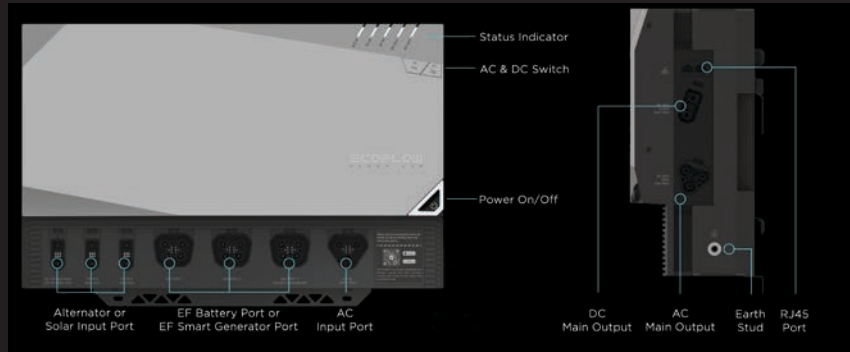 Status Indicator
AC & DC Switch
ECOFLOW
Power On/Off
Alternator or
Solar Input Port
EF Battery Port or
EF Smart Generator Port
AC
Input Port
DC
Main Output
AC
Main Output
Earth
Stud
RJ45
Port